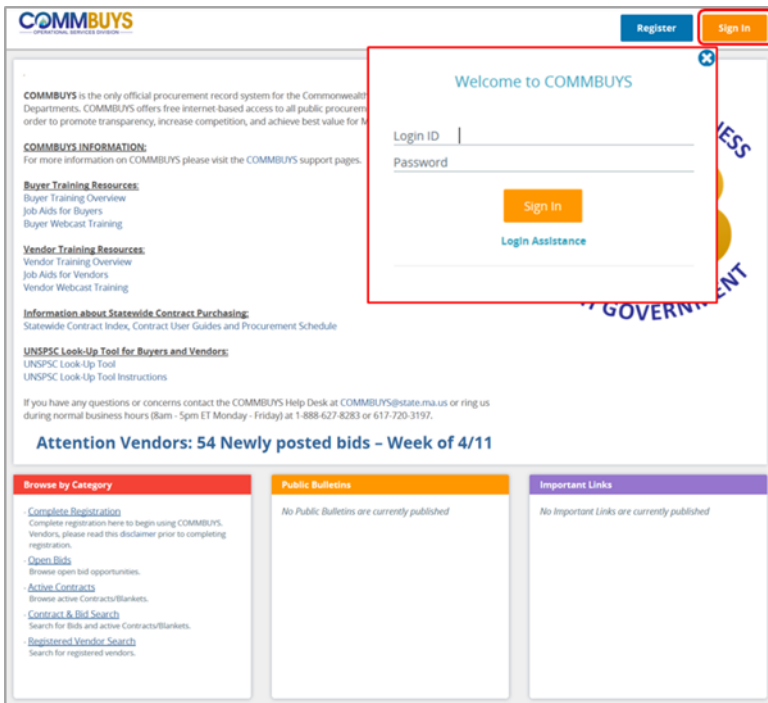 COMMBUYS
OPERATIONAL SERVICES DIVISION
Register
Sign In
COMMBUYS is the only official procurement record system for the Commonwealth
Departments. COMMBUYS offers free internet-based access to all public procurem
order to promote transparency, increase competition, and achieve best value for M
COMMBUYS INFORMATION:
For more information on COMMBUYS please visit the COMMBUYS support pages.
Buyer Training Resources:
Buyer Training Overview
Job Aids for Buyers
Buyer Webcast Training
Vendor Training Resources:
Vendor Training Overview
Job Aids for Vendors
Vendor Webcast Training
Information about Statewide Contract Purchasing:
Statewide Contract Index, Contract User Guides and Procurement Schedule
UNSPSC Look-Up Tool for Buyers and Vendors:
UNSPSC Look-Up Tool
UNSPSC Look-Up Tool Instructions
If you have any questions or concerns contact the COMMBUYS Help Desk at COMMBUYS@state.ma.us or ring us
during normal business hours (8am - 5pm ET Monday - Friday) at 1-888-627-8283 or 617-720-3197.
Attention Vendors: 54 Newly posted bids – Week of 4/11
Welcome to COMMBUYS
Login ID
Password
Sign In
Login Assistance
ESS
GOVERNMENT
Browse by Category
Complete Registration
Complete registration here to begin using COMMBUYS.
Vendors, please read this disclaimer prior to completing
registration.
Open Bids
Browse open bid opportunities.
Active Contracts
Browse active Contracts/Blankets.
Contract & Bid Search
Search for Bids and active Contracts/Blankets.
Registered Vendor Search
Search for registered vendors.
Public Bulletins
No Public Bulletins are currently published
Important Links
No Important Links are currently published